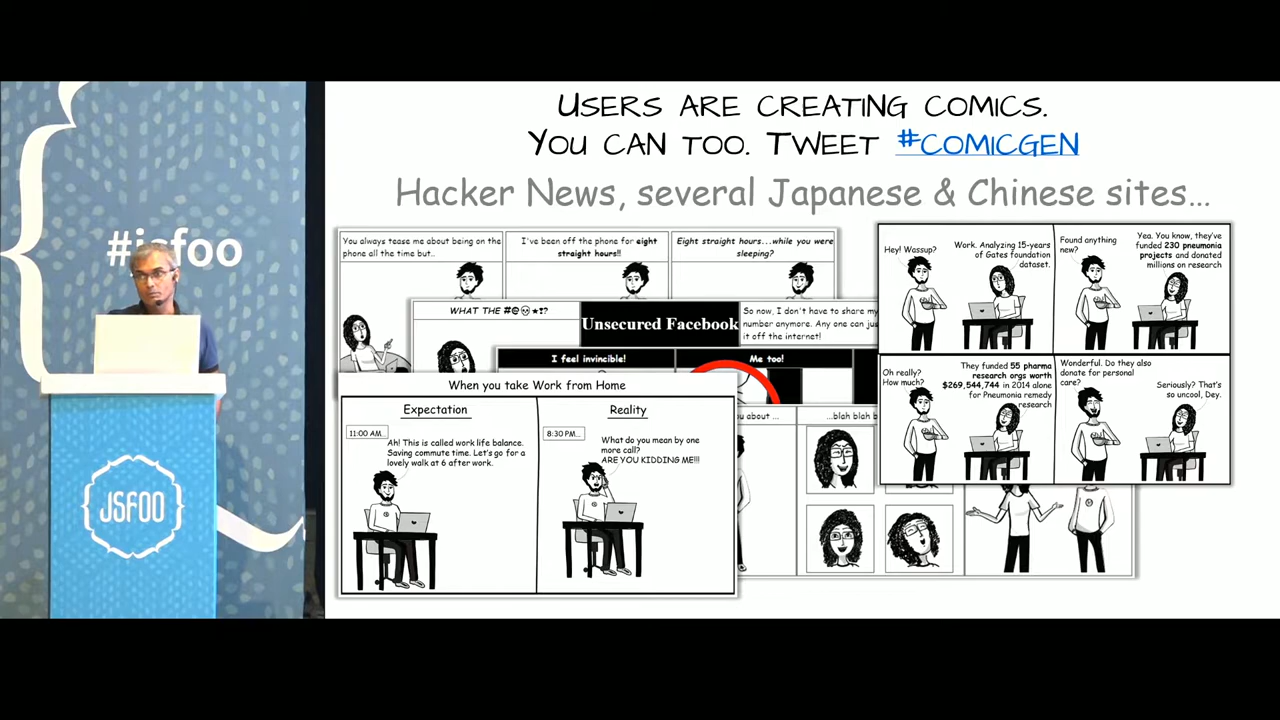 USERS ARE CREATING COMICS.
YOU CAN TOO. TWEET #COMICGEN
Hacker News, several Japanese & Chinese sites...
#jsfoo
JSFOO
You always tease me about being on the
phone all the time but..
I've been off the phone for eight
straight hours!!
Eight straight hours...while you were
sleeping?
WHAT THE #@💀★!?
Unsecured Facebook
So now, I don't have to share my
number anymore. Any one can jus
it off the internet!
I feel invincible!
Me too!
When you take Work from Home
Expectation
11:00 AM...
Ah! This is called work life balance.
Saving commute time. Let's go for a
lovely walk at 6 after work.
Reality
8:30 PM...
What do you mean by one
more call?
ARE YOU KIDDING ME!!!
u about ...
...blah blah b
Hey! Wassup?
Work. Analyzing 15-years
of Gates foundation
dataset.
Found anything
new?
Yea. You know, they've
funded 230 pneumonia
projects and donated
millions on research
Oh really?
How much?
They funded 55 pharma
research orgs worth
$269,544,744 in 2014 alone
for Pneumonia remedy
research
Wonderful. Do they also
donate for personal
care?
Seriously? That's
so uncool, Dey.